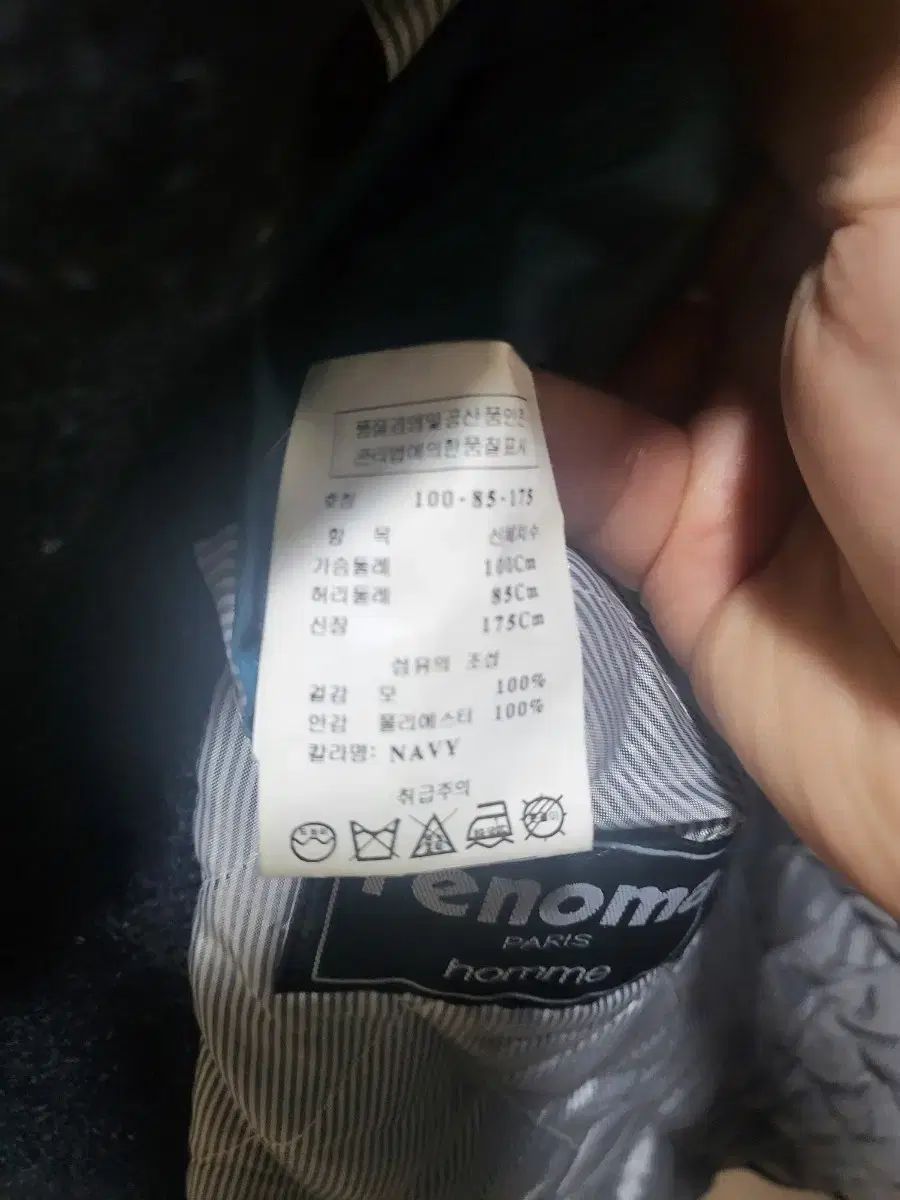 품질경영및공산품안전
관리법에의한품질표시
호칭 100-85-175
항 목 신체치수
가슴둘레 100Cm
허리둘레 85Cm
신장 175Cm
섬유의 조성
겉감 모 100%
안감 폴리에스터 100%
칼라명: NAVY
취급주의
renoma
PARIS
homme